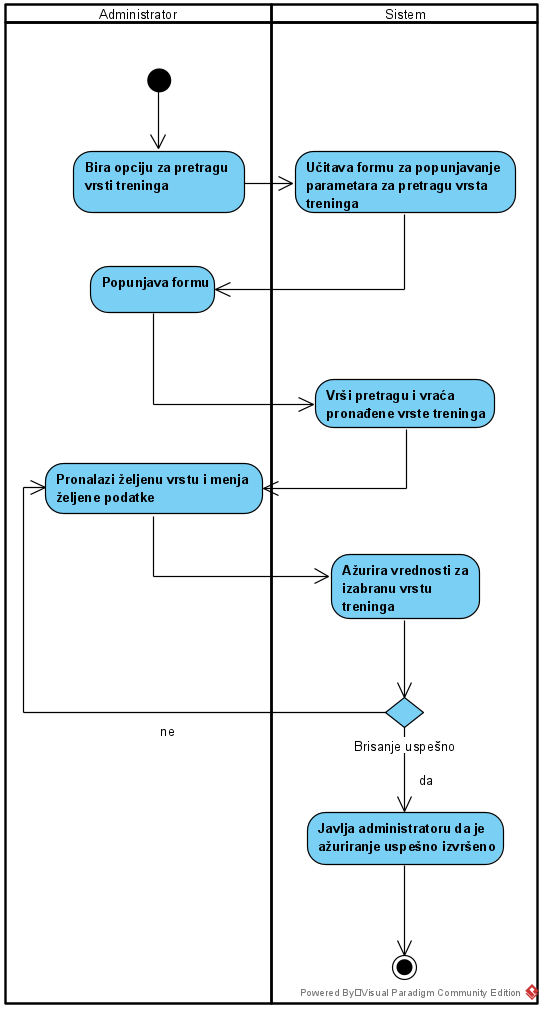 Administrator
Sistem
Bira opciju za pretragu
vrsti treninga
Učitava formu za popunjavanje
parametara za pretragu vrsta
treninga
Popunjava formu
Vrši pretragu i vraća
pronađene vrste treninga
Pronalazi željenu vrstu i menja
željene podatke
Ažurira vrednosti za
izabranu vrstu
treninga
ne
Brisanje uspešno
da
Javlja administratoru da je
ažuriranje uspešno izvršeno
Powered By Visual Paradigm Community Edition